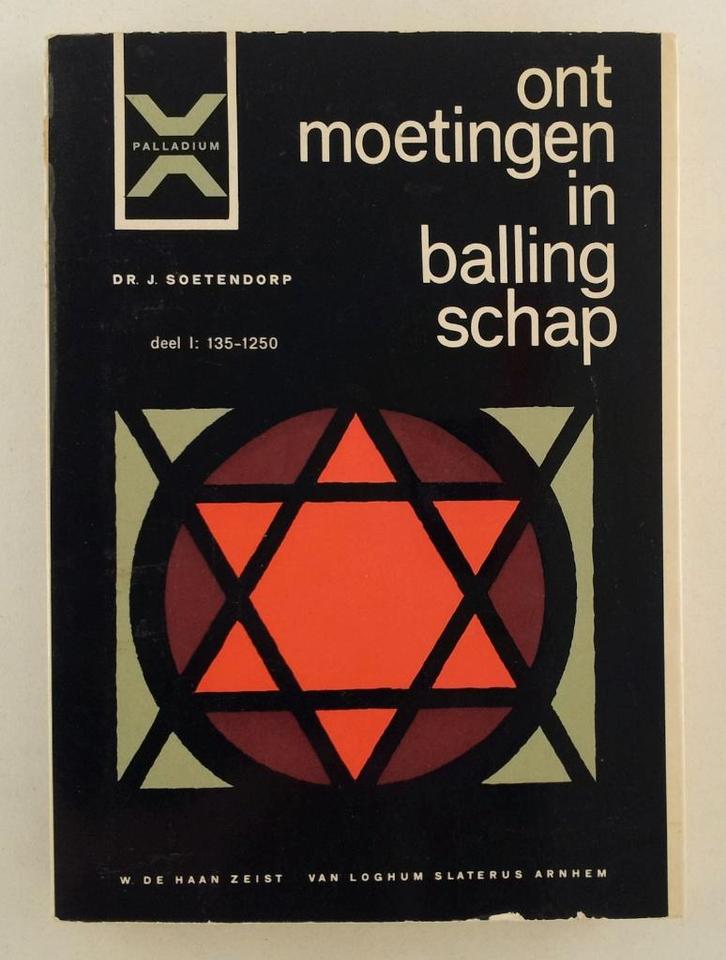 PALLADIUM
ont
moetingen
in
balling
schap
DR. J. SOETENDORP
deel I: 135-1250
W. DE HAAN ZEIST VAN LOGHUM SLATERUS ARNHEM